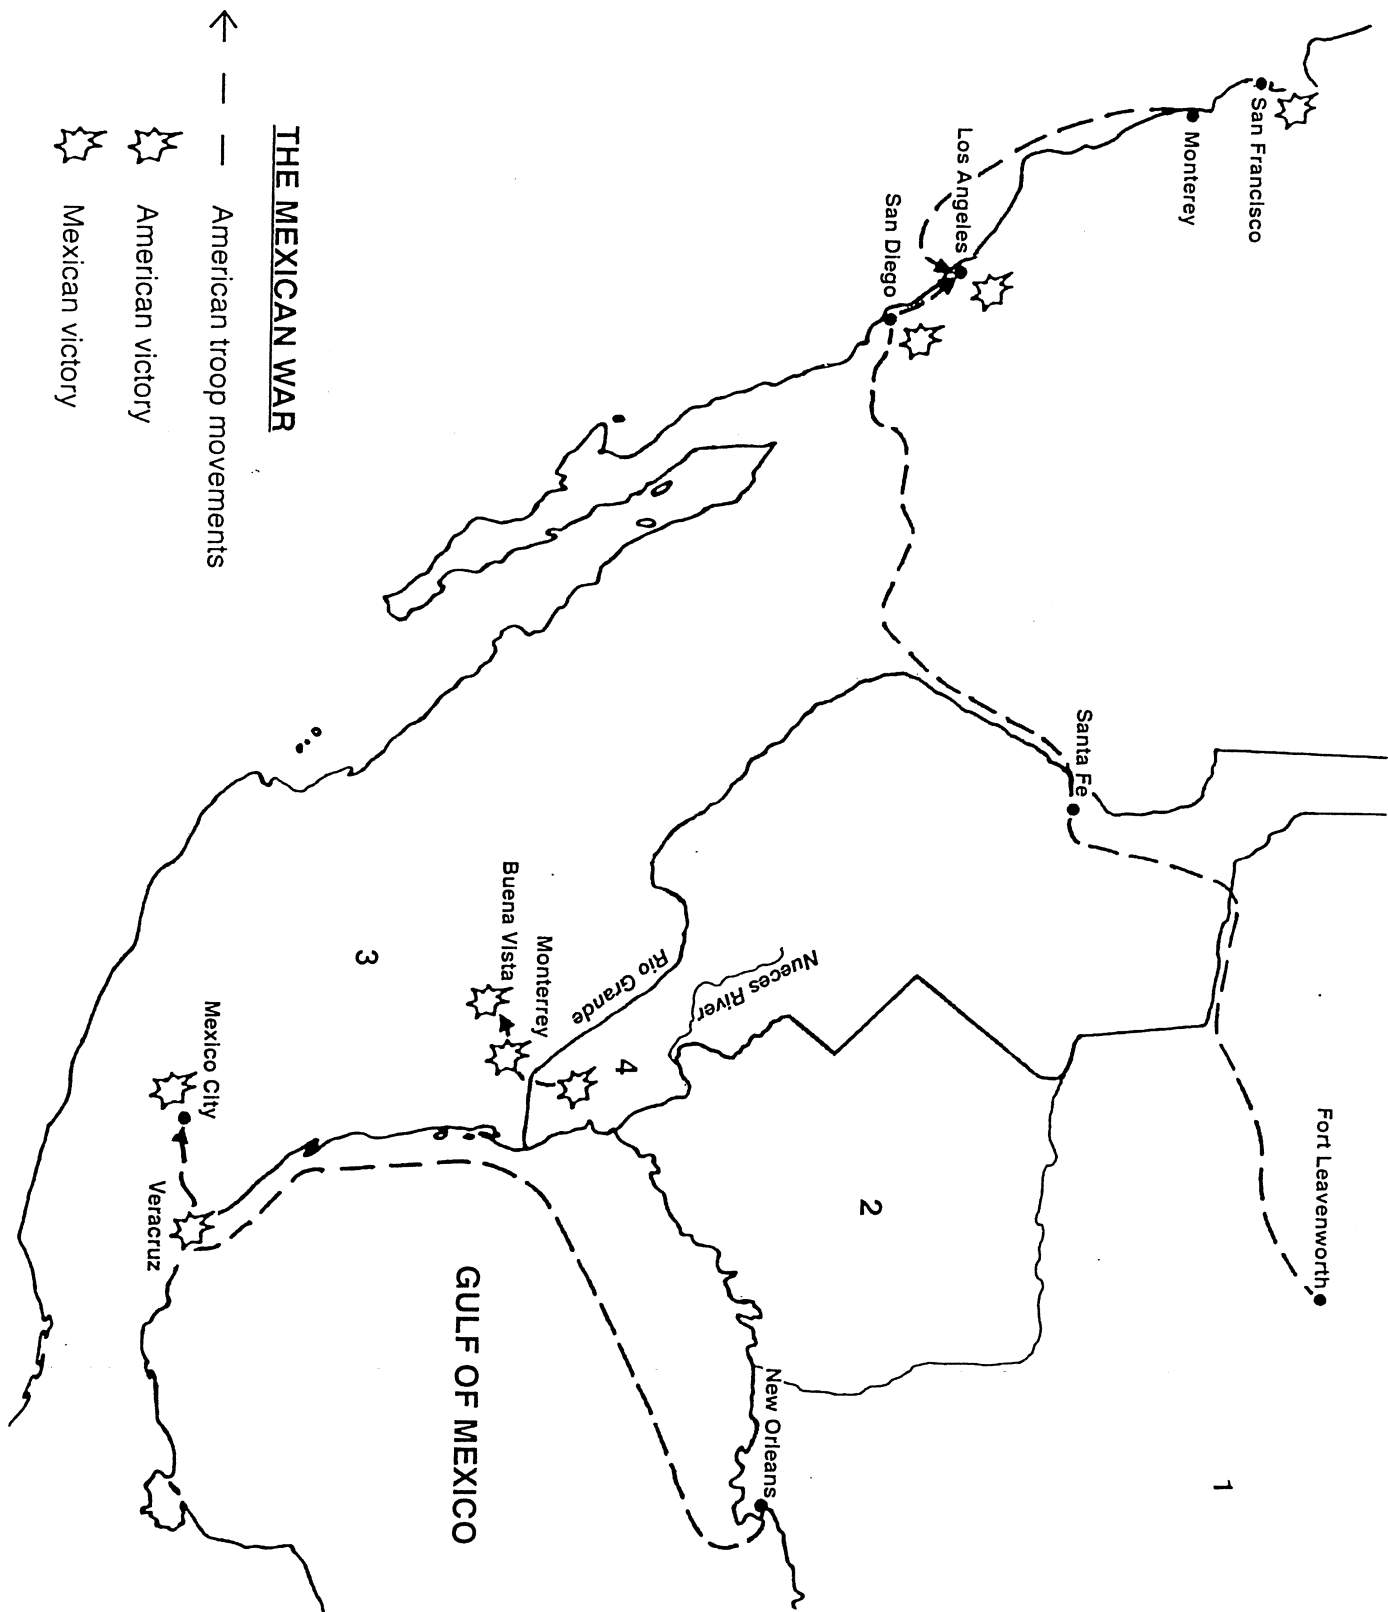 San Francisco
Monterey
Los Angeles
San Diego
Santa Fe
Fort Leavenworth
1
2
Nueces River
Rio Grande
4
New Orleans
Monterrey
Buena Vista
3
GULF OF MEXICO
Mexico City
Veracruz
THE MEXICAN WAR
American troop movements
American victory
Mexican victory